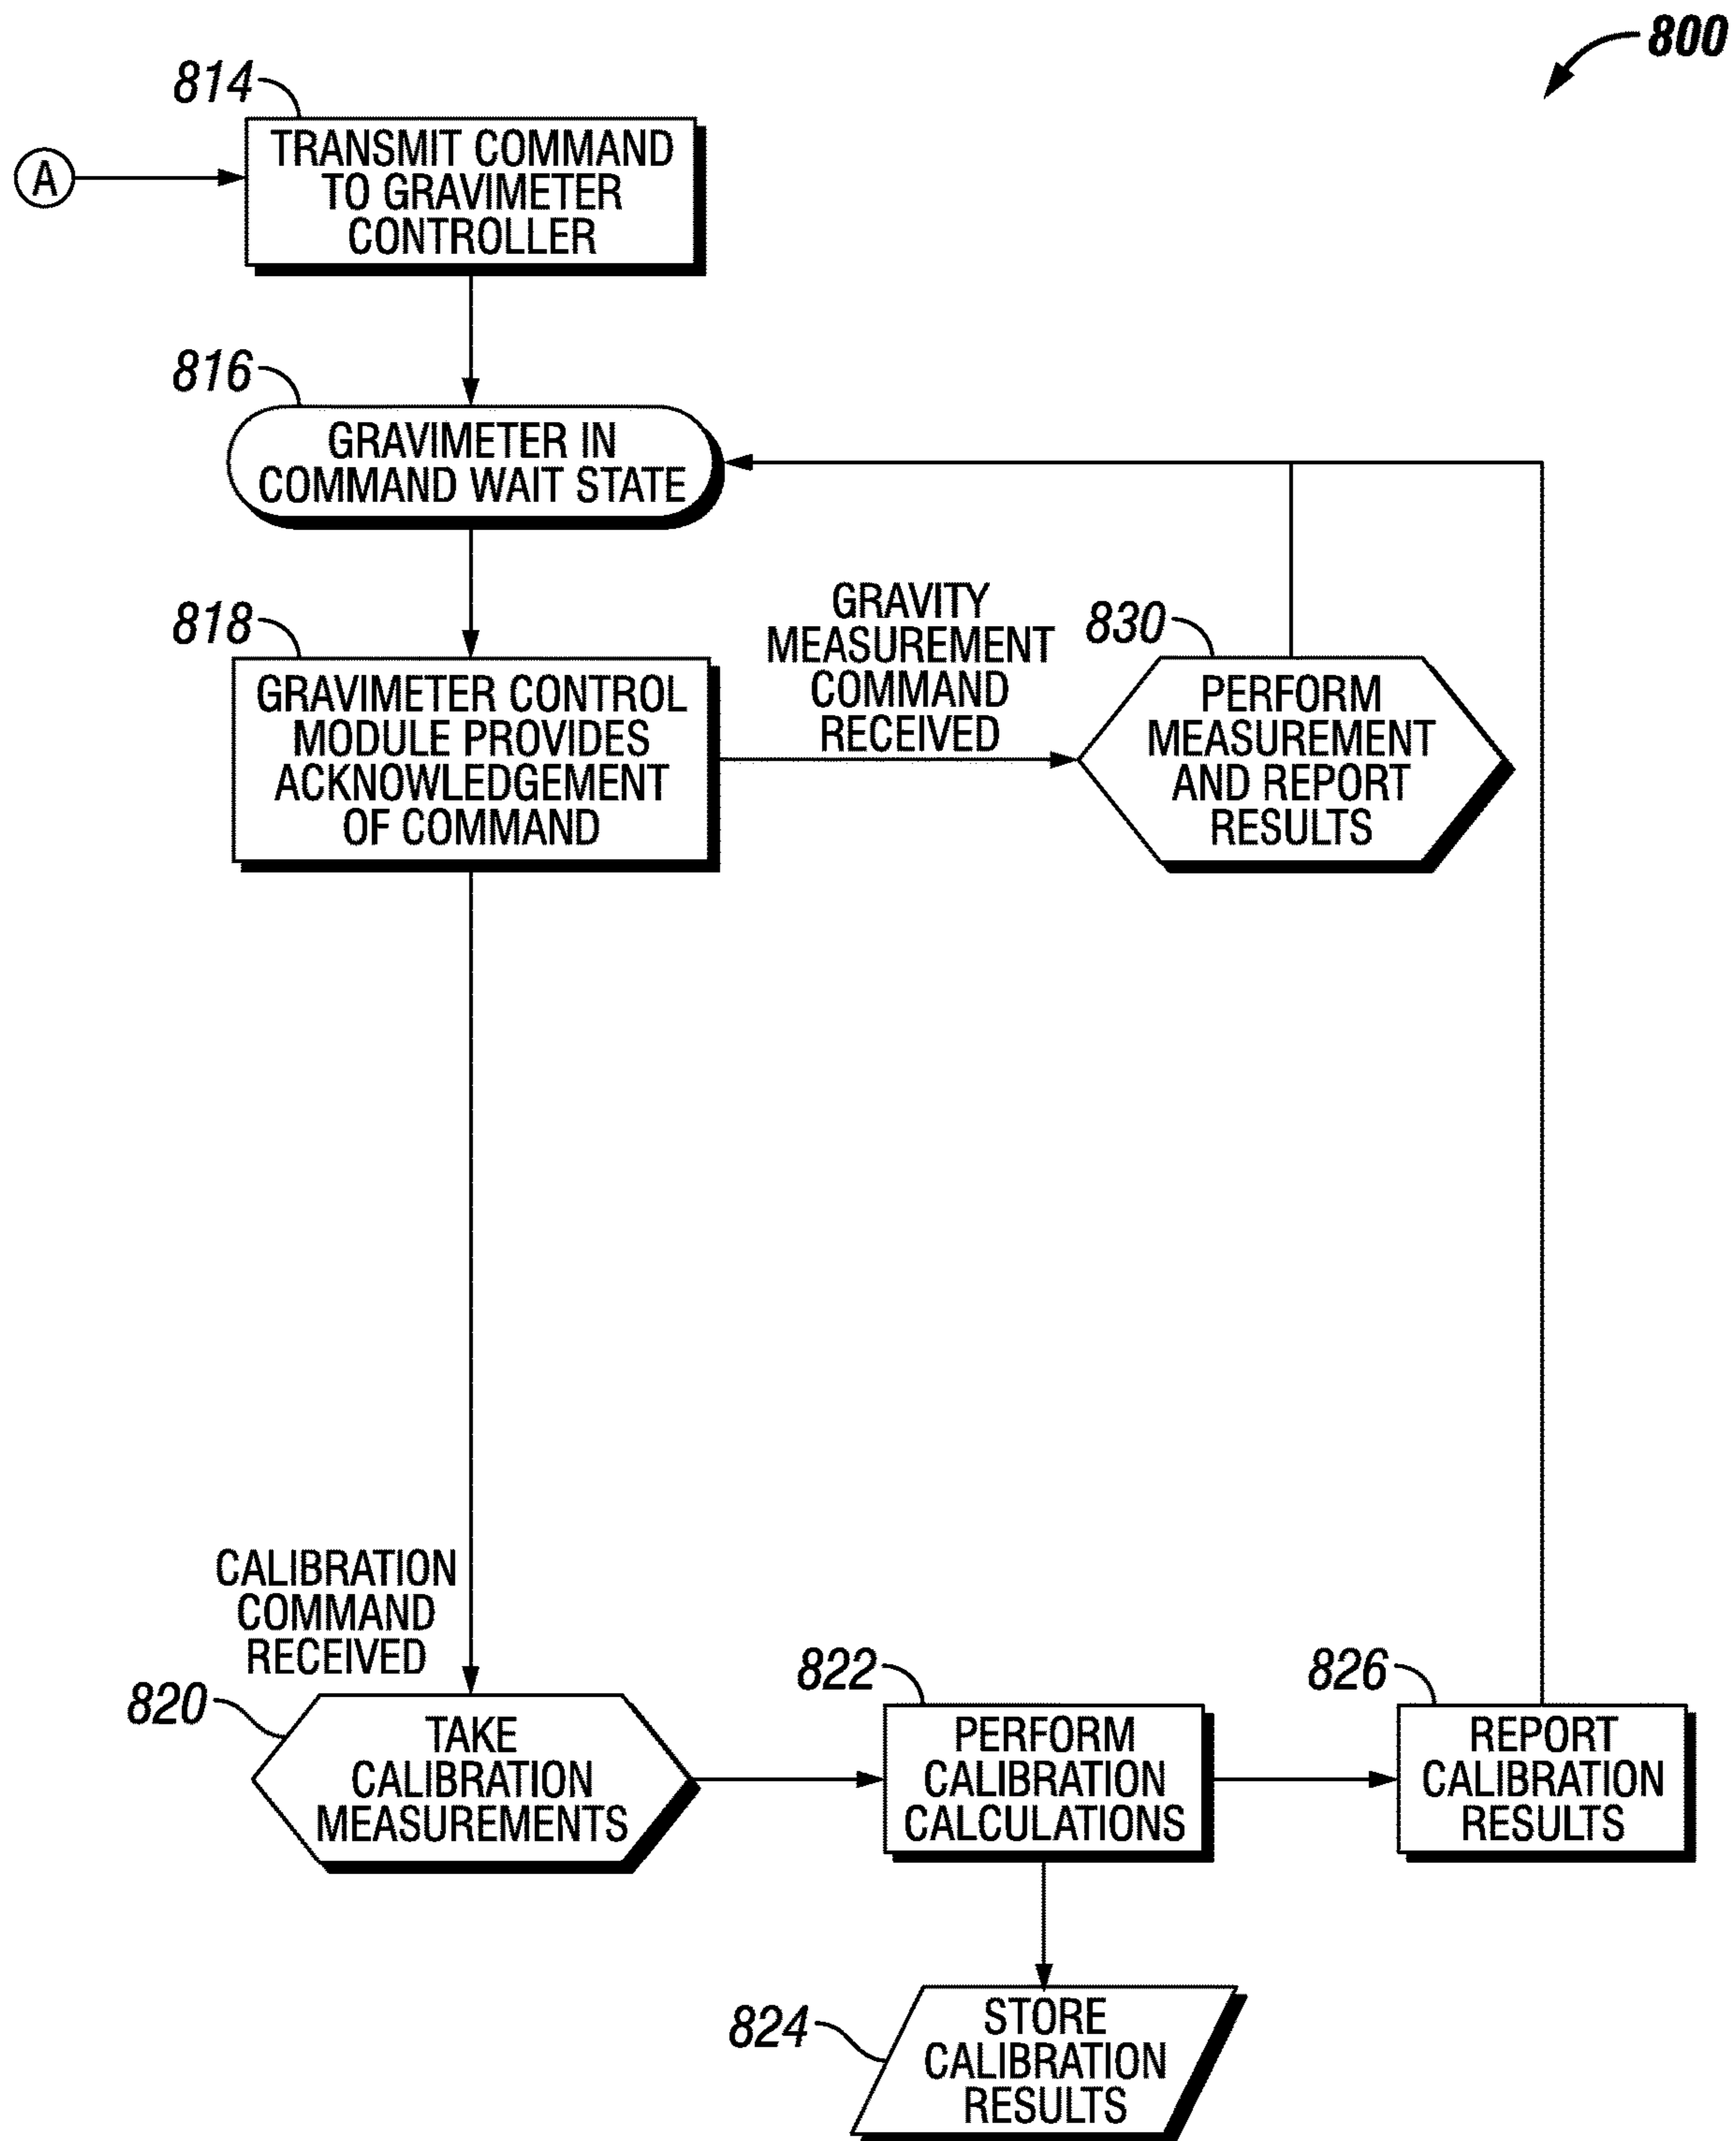 800
814
A
TRANSMIT COMMAND
TO GRAVIMETER
CONTROLLER
816
GRAVIMETER IN
COMMAND WAIT STATE
818
GRAVIMETER CONTROL
MODULE PROVIDES
ACKNOWLEDGEMENT
OF COMMAND
GRAVITY
MEASUREMENT
COMMAND
RECEIVED
830
PERFORM
MEASUREMENT
AND REPORT
RESULTS
CALIBRATION
COMMAND
RECEIVED
820
TAKE
CALIBRATION
MEASUREMENTS
822
PERFORM
CALIBRATION
CALCULATIONS
826
REPORT
CALIBRATION
RESULTS
824
STORE
CALIBRATION
RESULTS